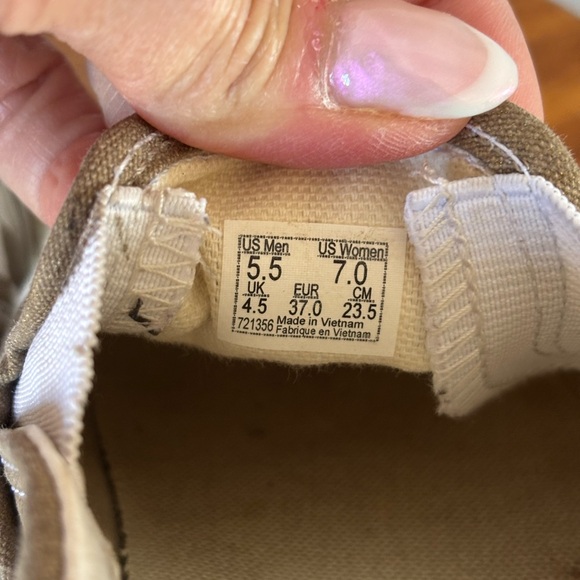 US Men US Women
5.5 7.0
UK EUR CM
4.5 37.0 23.5
721356 Made in Vietnam
Fabrique en Vietnam